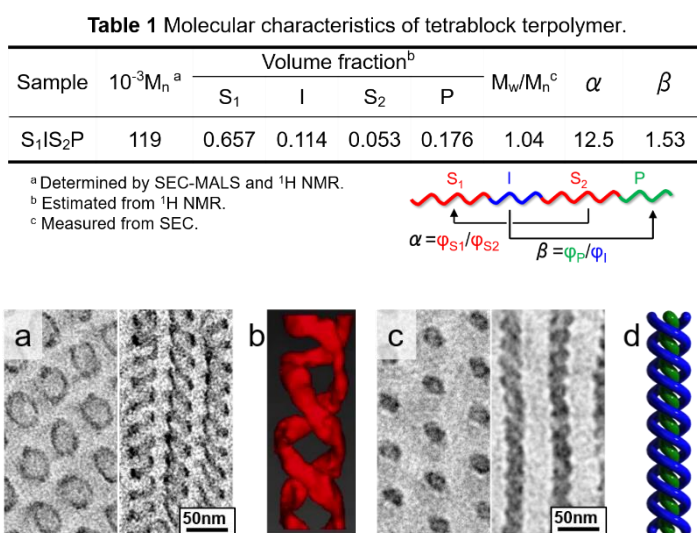 Table 1 Molecular characteristics of tetrablock terpolymer.
Sample 10⁻³Mₙ ᵃ Volume fractionᵇ Mw/Mₙᶜ α β
S₁ I S₂ P
S₁IS₂P 119 0.657 0.114 0.053 0.176 1.04 12.5 1.53
ᵃ Determined by SEC-MALS and ¹H NMR.
ᵇ Estimated from ¹H NMR.
ᶜ Measured from SEC.
S₁ I S₂ P
α =φS1/φS2 β =φP/φI
a b c d
50nm 50nm